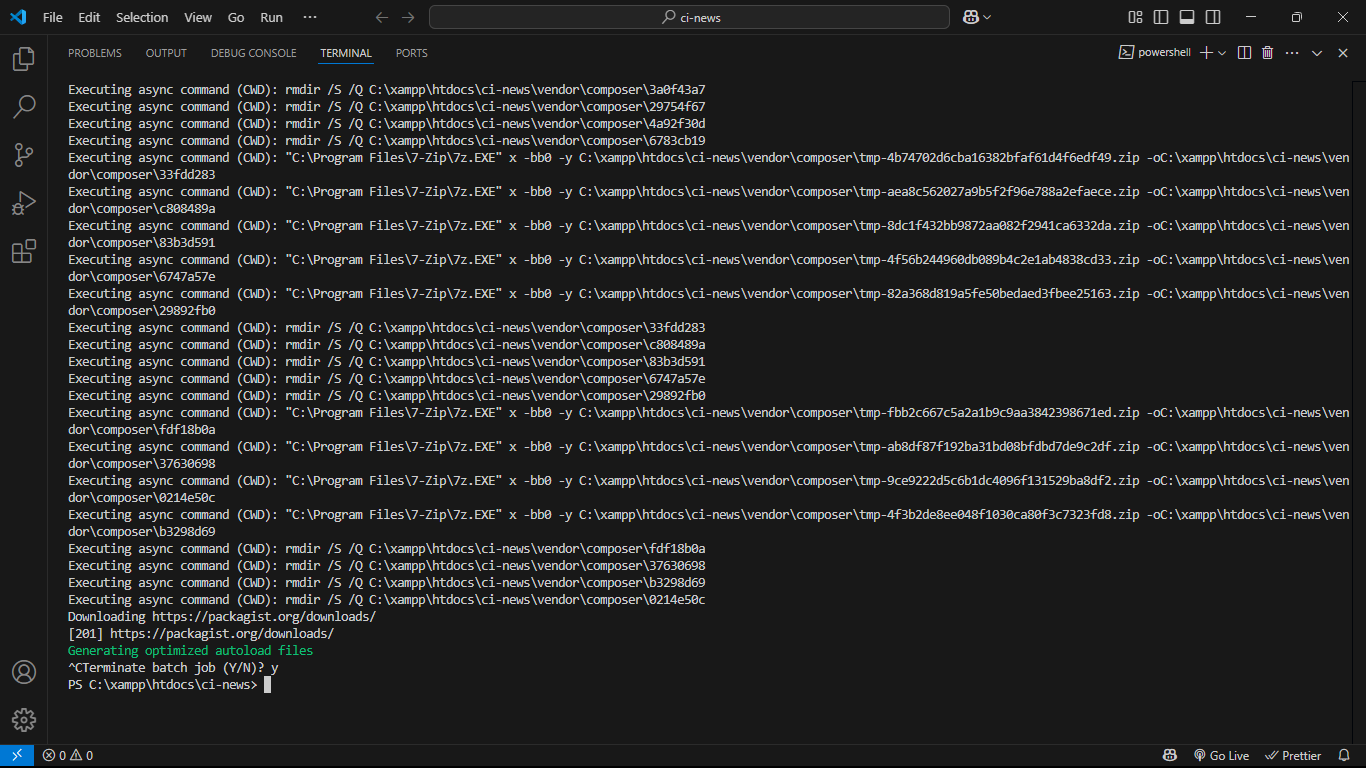 File Edit Selection View Go Run ···
ci-news
PROBLEMS OUTPUT DEBUG CONSOLE TERMINAL PORTS
powershell
Executing async command (CWD): rmdir /S /Q C:\xampp\htdocs\ci-news\vendor\composer\3a0f43a7
Executing async command (CWD): rmdir /S /Q C:\xampp\htdocs\ci-news\vendor\composer\29754f67
Executing async command (CWD): rmdir /S /Q C:\xampp\htdocs\ci-news\vendor\composer\4a92f30d
Executing async command (CWD): rmdir /S /Q C:\xampp\htdocs\ci-news\vendor\composer\6783cb19
Executing async command (CWD): "C:\Program Files\7-Zip\7z.EXE" x -bb0 -y C:\xampp\htdocs\ci-news\vendor\composer\tmp-4b74702d6cba16382bfaf61d4f6edf49.zip -oC:\xampp\htdocs\ci-news\ven
dor\composer\33fdd283
Executing async command (CWD): "C:\Program Files\7-Zip\7z.EXE" x -bb0 -y C:\xampp\htdocs\ci-news\vendor\composer\tmp-aea8c562027a9b5f2f96e788a2efaece.zip -oC:\xampp\htdocs\ci-news\ven
dor\composer\c808489a
Executing async command (CWD): "C:\Program Files\7-Zip\7z.EXE" x -bb0 -y C:\xampp\htdocs\ci-news\vendor\composer\tmp-8dc1f432bb9872aa082f2941ca6332da.zip -oC:\xampp\htdocs\ci-news\ven
dor\composer\83b3d591
Executing async command (CWD): "C:\Program Files\7-Zip\7z.EXE" x -bb0 -y C:\xampp\htdocs\ci-news\vendor\composer\tmp-4f56b244960db089b4c2e1ab4838cd33.zip -oC:\xampp\htdocs\ci-news\ven
dor\composer\6747a57e
Executing async command (CWD): "C:\Program Files\7-Zip\7z.EXE" x -bb0 -y C:\xampp\htdocs\ci-news\vendor\composer\tmp-82a368d819a5fe50bedaed3fbee25163.zip -oC:\xampp\htdocs\ci-news\ven
dor\composer\29892fb0
Executing async command (CWD): rmdir /S /Q C:\xampp\htdocs\ci-news\vendor\composer\33fdd283
Executing async command (CWD): rmdir /S /Q C:\xampp\htdocs\ci-news\vendor\composer\c808489a
Executing async command (CWD): rmdir /S /Q C:\xampp\htdocs\ci-news\vendor\composer\83b3d591
Executing async command (CWD): rmdir /S /Q C:\xampp\htdocs\ci-news\vendor\composer\6747a57e
Executing async command (CWD): rmdir /S /Q C:\xampp\htdocs\ci-news\vendor\composer\29892fb0
Executing async command (CWD): "C:\Program Files\7-Zip\7z.EXE" x -bb0 -y C:\xampp\htdocs\ci-news\vendor\composer\tmp-fbb2c667c5a2a1b9c9aa3842398671ed.zip -oC:\xampp\htdocs\ci-news\ven
dor\composer\fdf18b0a
Executing async command (CWD): "C:\Program Files\7-Zip\7z.EXE" x -bb0 -y C:\xampp\htdocs\ci-news\vendor\composer\tmp-ab8df87f192ba31bd08bfdbd7de9c2df.zip -oC:\xampp\htdocs\ci-news\ven
dor\composer\37630698
Executing async command (CWD): "C:\Program Files\7-Zip\7z.EXE" x -bb0 -y C:\xampp\htdocs\ci-news\vendor\composer\tmp-9ce9222d5c6b1dc4096f131529ba8df2.zip -oC:\xampp\htdocs\ci-news\ven
dor\composer\0214e50c
Executing async command (CWD): "C:\Program Files\7-Zip\7z.EXE" x -bb0 -y C:\xampp\htdocs\ci-news\vendor\composer\tmp-4f3b2de8ee048f1030ca80f3c7323fd8.zip -oC:\xampp\htdocs\ci-news\ven
dor\composer\b3298d69
Executing async command (CWD): rmdir /S /Q C:\xampp\htdocs\ci-news\vendor\composer\fdf18b0a
Executing async command (CWD): rmdir /S /Q C:\xampp\htdocs\ci-news\vendor\composer\37630698
Executing async command (CWD): rmdir /S /Q C:\xampp\htdocs\ci-news\vendor\composer\b3298d69
Executing async command (CWD): rmdir /S /Q C:\xampp\htdocs\ci-news\vendor\composer\0214e50c
Downloading https://packagist.org/downloads/
[201] https://packagist.org/downloads/
Generating optimized autoload files
^CTerminate batch job (Y/N)? y
PS C:\xampp\htdocs\ci-news>
0 0 Go Live Prettier